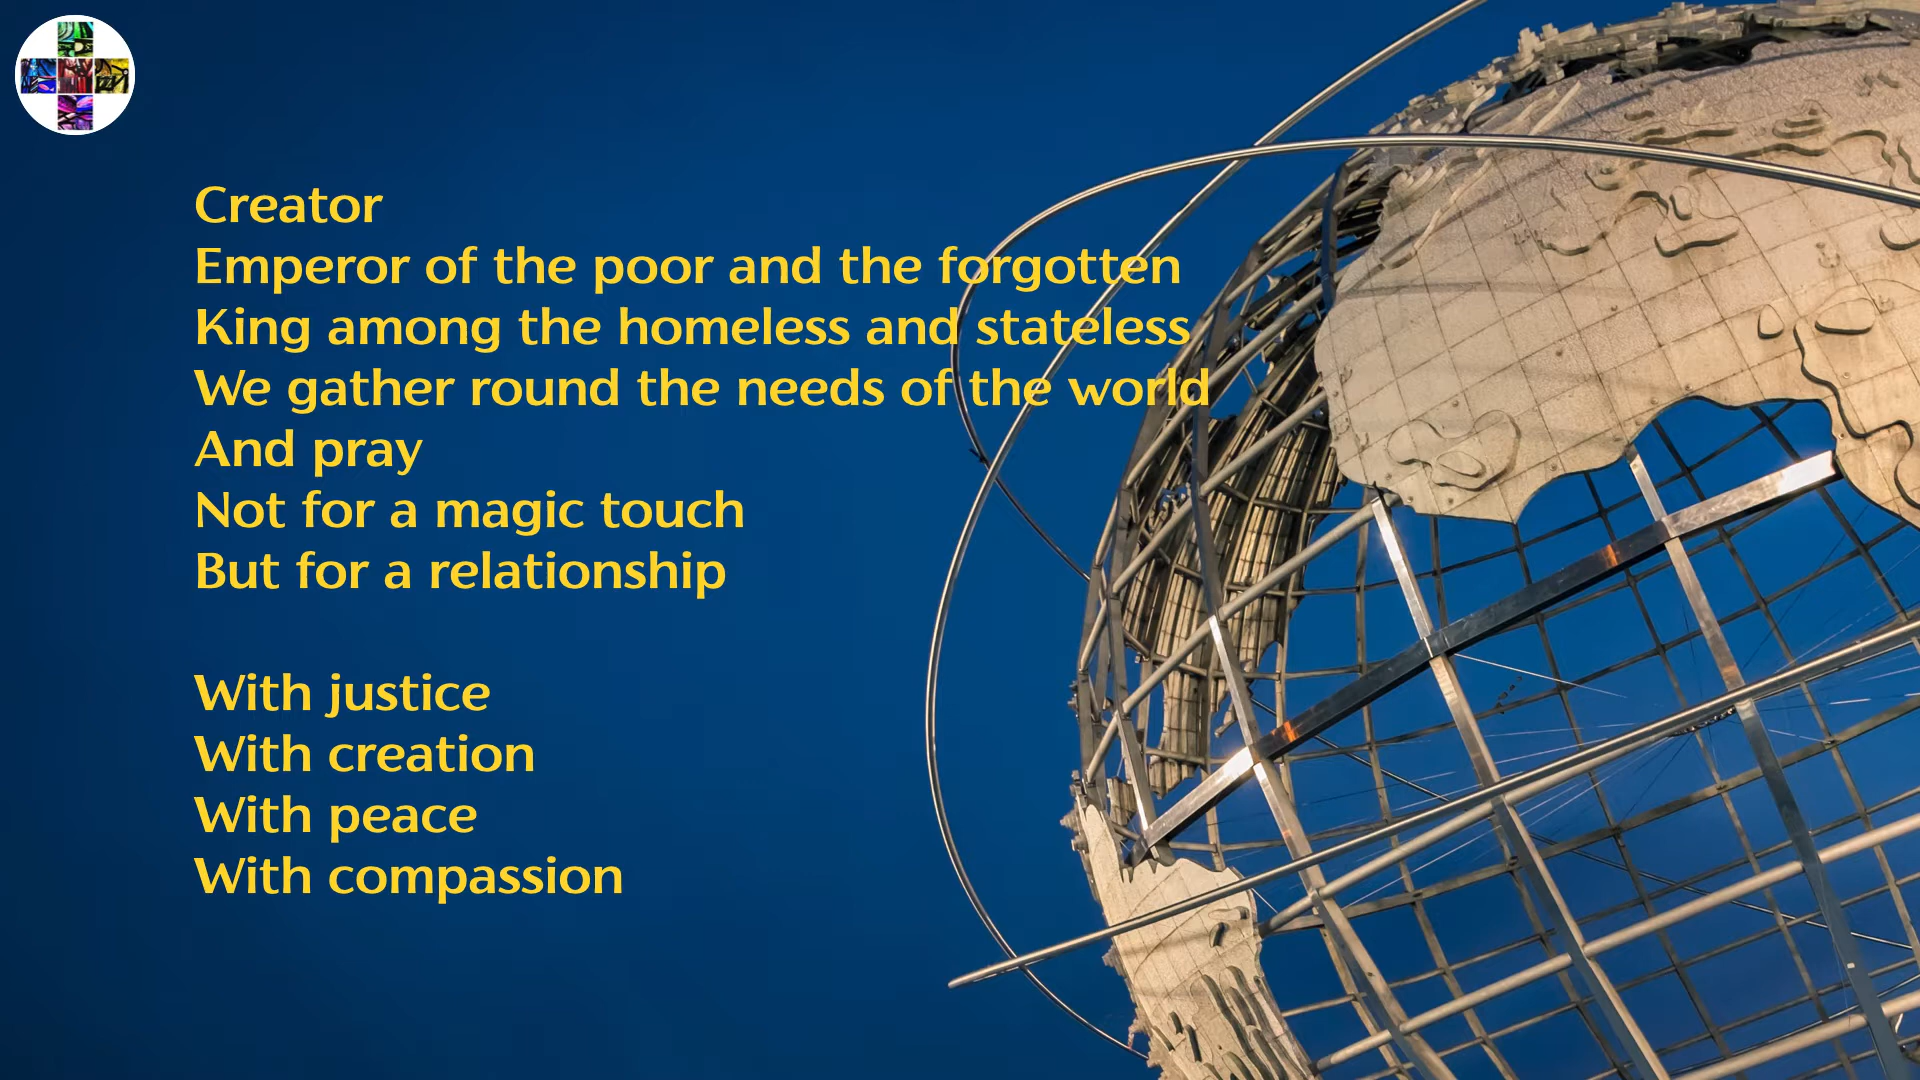 Creator
Emperor of the poor and the forgotten
King among the homeless and stateless
We gather round the needs of the world
And pray
Not for a magic touch
But for a relationship
With justice
With creation
With peace
With compassion